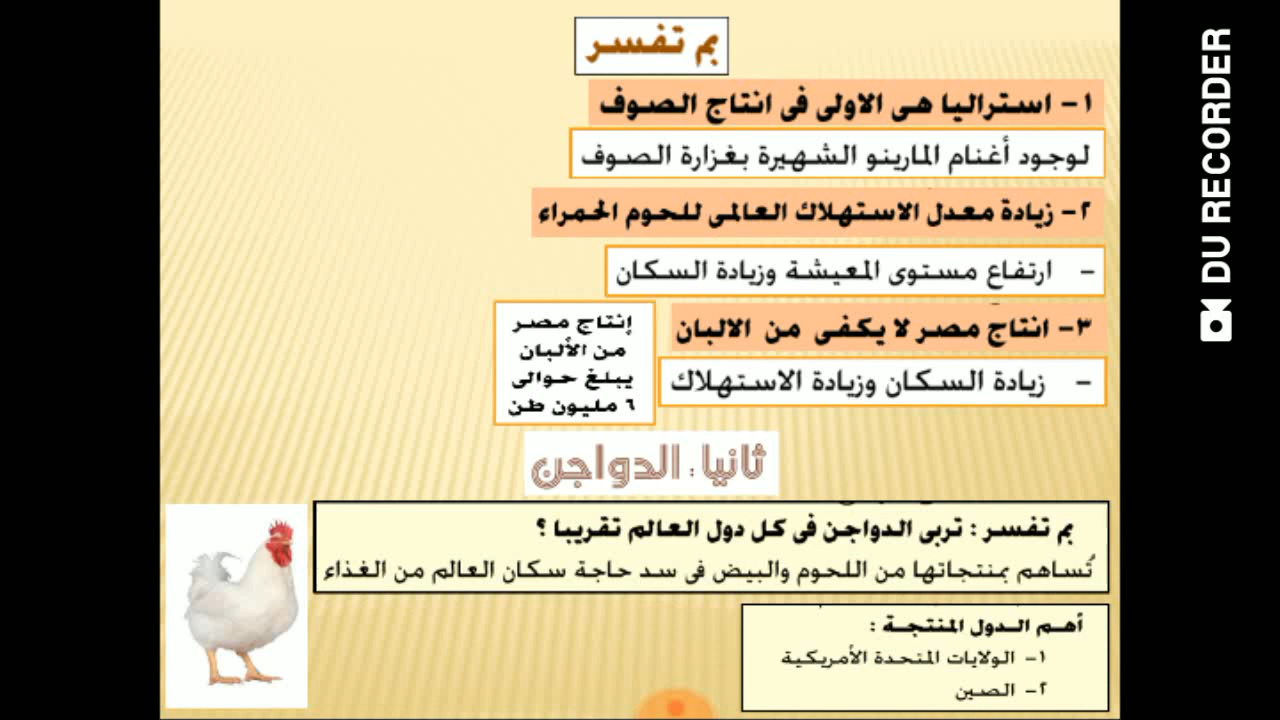 بم تفسر
١- استراليا هى الاولى فى انتاج الصوف
لوجود أغنام المارينو الشهيرة بغزارة الصوف
٢- زيادة معدل الاستهلاك العالمى للحوم الحمراء
- ارتفاع مستوى المعيشة وزيادة السكان
٣- انتاج مصر لا يكفى من الالبان
- زيادة السكان وزيادة الاستهلاك
إنتاج مصر
من الألبان
يبلغ حوالى
٦ مليون طن
ثانيا: الدواجن
بم تفسر : تربى الدواجن فى كل دول العالم تقريبا ؟
تُساهم بمنتجاتها من اللحوم والبيض فى سد حاجة سكان العالم من الغذاء
أهم الدول المنتجة :
١- الولايات المتحدة الأمريكية
٢- الصين
DU RECORDER